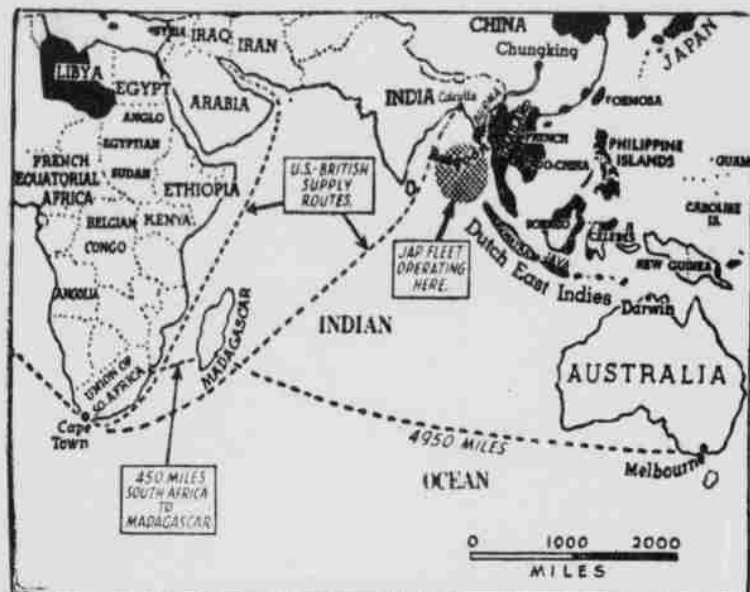 CHINA
Chungking
JAPAN
SYRIA
IRAQ
IRAN
LIBYA
EGYPT
ARABIA
INDIA
Calcutta
BURMA
FORMOSA
ANGLO
EGYPTIAN
SUDAN
FRENCH
EQUATORIAL
AFRICA
ETHIOPIA
U.S.-BRITISH
SUPPLY
ROUTES.
FRENCH
PHILIPPINE
ISLANDS
GUAM
CAROLINE
IS.
BELGIAN
CONGO
KENYA
JAP FLEET
OPERATING
HERE.
BORNEO
CELEBES
JAVA
NEW GUINEA
Dutch East Indies
Darwin
ANGOLIA
MADAGASCAR
INDIAN
UNION OF
SO. AFRICA
AUSTRALIA
Cape
Town
4950 MILES
Melbourne
450 MILES
SOUTH AFRICA
TO
MADAGASCAR
OCEAN
0 1000 2000
MILES